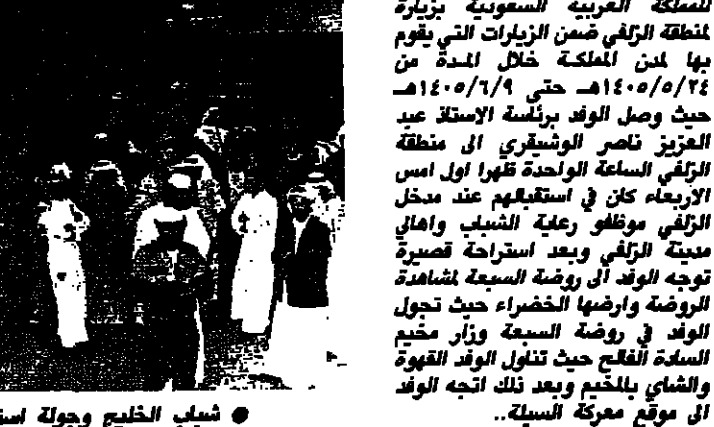 للمملكة العربية السعودية بزيارة
لمنطقة الزلفي ضمن الزيارات التي يقوم
بها لمدن المملكة خلال المدة من
١٤٠٥/٥/٢٤هـ حتى ١٤٠٥/٦/٩هـ
حيث وصل الوفد برئاسة الاستاذ عبد
العزيز ناصر الوشيقري الى منطقة
الزلفي الساعة الواحدة ظهرا اول امس
الاربعاء كان في استقبالهم عند مدخل
الزلفي موظفو رعاية الشباب واهالي
مدينة الزلفي وبعد استراحة قصيرة
توجه الوفد الى روضة السبعة لمشاهدة
الروضة وارضها الخضراء حيث تجول
الوفد في روضة السبعة وزار مخيم
السادة الفالح حيث تناول الوفد القهوة
والشاي بالمخيم وبعد ذلك اتجه الوفد
الى موقع معركة السبلة..
● شباب الخليج وجولة